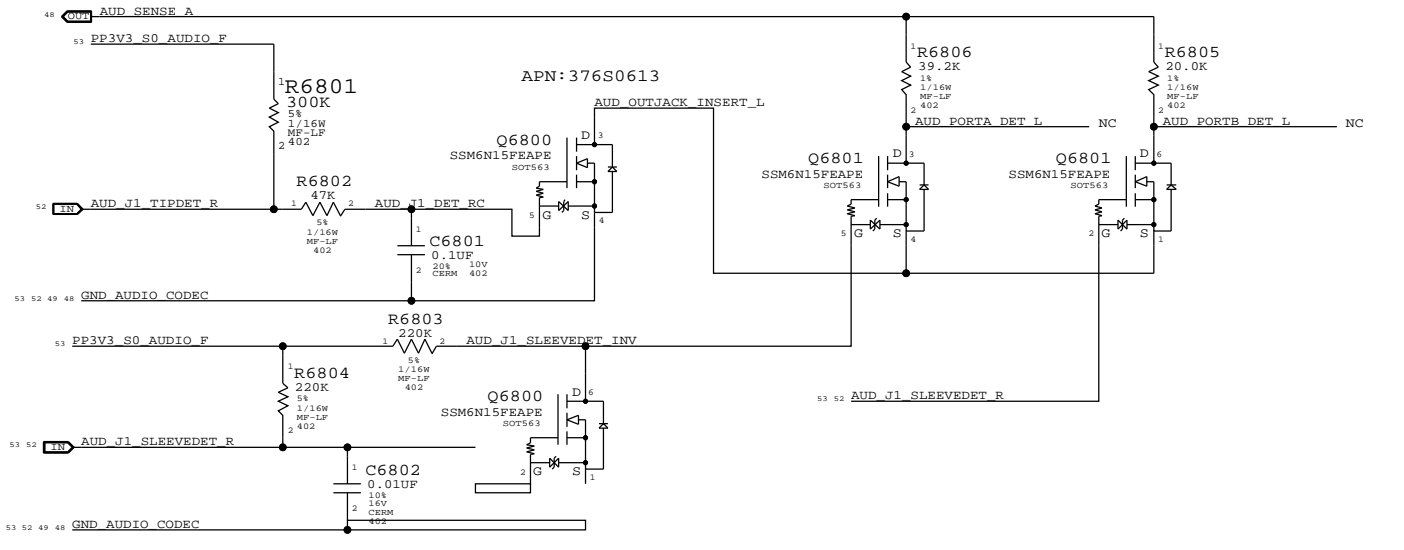 48 OUT AUD_SENSE_A
53 PP3V3_S0_AUDIO_F
1
R6801
300K
5%
1/16W
MF-LF
402
2
APN:376S0613
AUD_OUTJACK_INSERT_L
Q6800
SSM6N15FEAPE
SOT563
D 3
5 G S 4
1
R6806
39.2K
1%
1/16W
MF-LF
402
2
AUD_PORTA_DET_L NC
1
R6805
20.0K
1%
1/16W
MF-LF
402
2
AUD_PORTB_DET_L NC
Q6801
SSM6N15FEAPE
SOT563
D 3
5 G S 4
Q6801
SSM6N15FEAPE
SOT563
D 6
2 G S 1
52 IN AUD_J1_TIPDET_R
R6802
47K
1 2
5%
1/16W
MF-LF
402
AUD_J1_DET_RC
1
C6801
0.1UF
20% 10V
CERM 402
2
53 52 49 48 GND_AUDIO_CODEC
53 PP3V3_S0_AUDIO_F
R6803
220K
1 2
5%
1/16W
MF-LF
402
AUD_J1_SLEEVEDET_INV
1
R6804
220K
5%
1/16W
MF-LF
402
2
Q6800
SSM6N15FEAPE
SOT563
D 6
2 G S 1
53 52 AUD_J1_SLEEVEDET_R
53 52 IN AUD_J1_SLEEVEDET_R
1
C6802
0.01UF
10%
16V
CERM
402
2
53 52 49 48 GND_AUDIO_CODEC